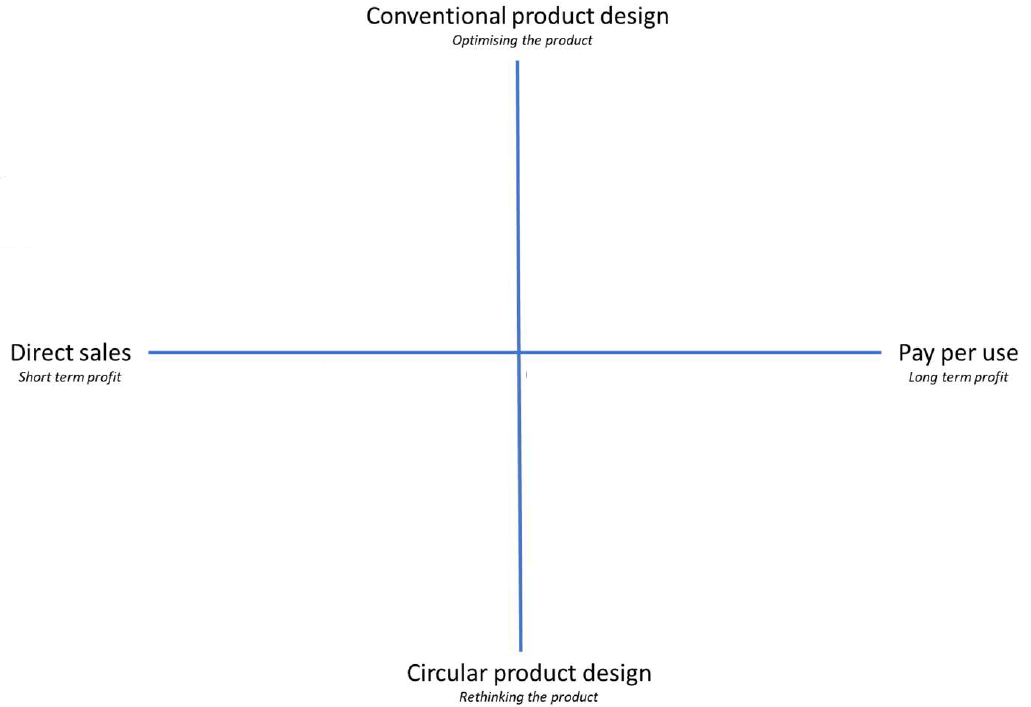 Conventional product design
Optimising the product
Direct sales
Short term profit
Pay per use
Long term profit
Circular product design
Rethinking the product